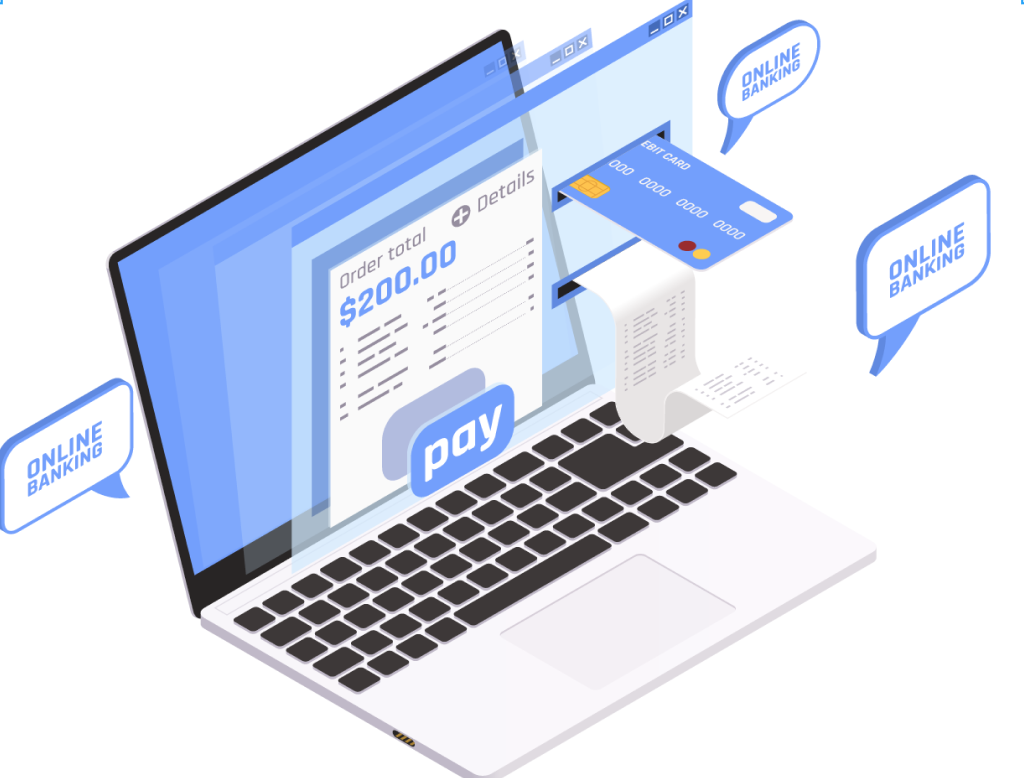 ONLINE
BANKING
EBIT CARD
000 0000 0000 0000
Details
Order total
$200.00
ONLINE
BANKING
ONLINE
BANKING
pay